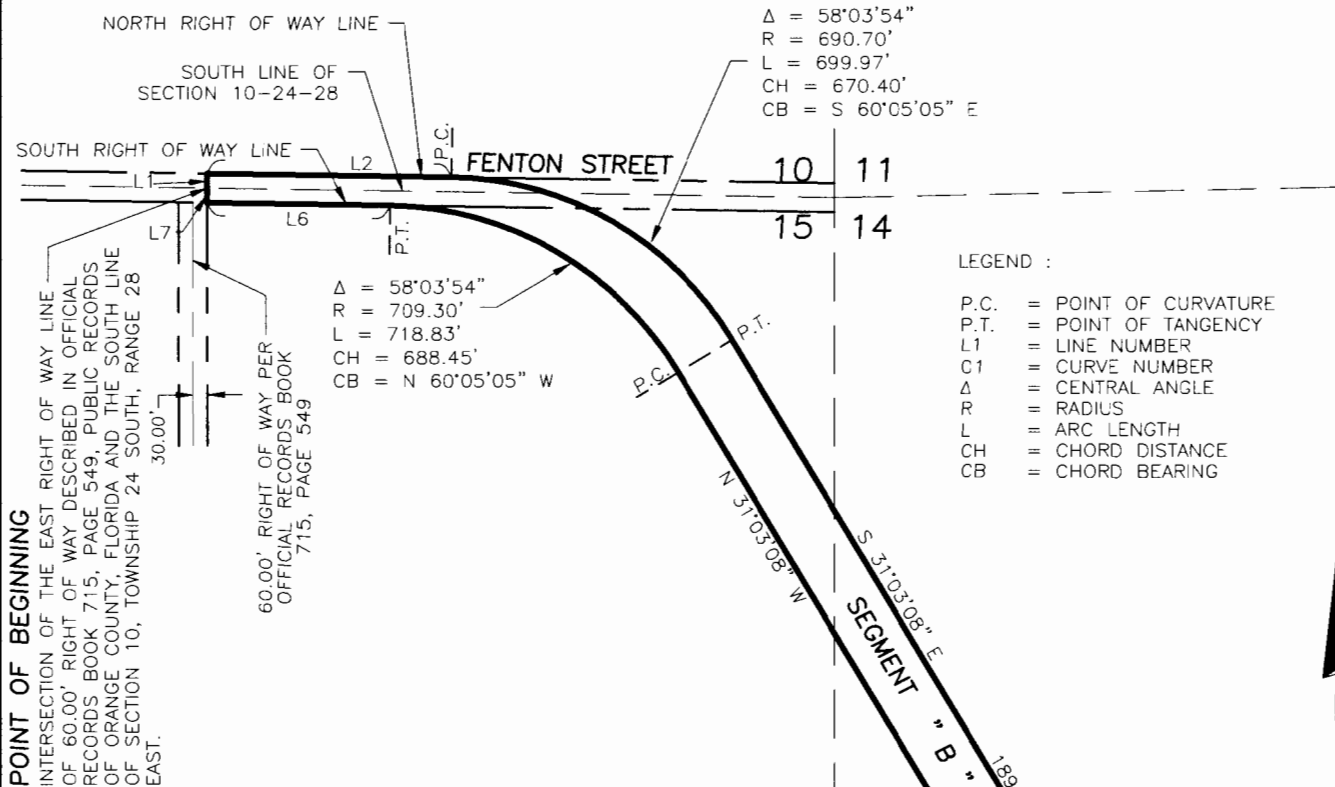 NORTH RIGHT OF WAY LINE
SOUTH LINE OF
SECTION 10-24-28
SOUTH RIGHT OF WAY LINE
Δ = 58°03'54"
R = 690.70'
L = 699.97'
CH = 670.40'
CB = S 60°05'05" E
L1
L2
P.C.
FENTON STREET
10
11
15
14
L7
L6
P.T.
Δ = 58°03'54"
R = 709.30'
L = 718.83'
CH = 688.45'
CB = N 60°05'05" W
P.T.
P.C.
LEGEND :
P.C. = POINT OF CURVATURE
P.T. = POINT OF TANGENCY
L1 = LINE NUMBER
C1 = CURVE NUMBER
Δ = CENTRAL ANGLE
R = RADIUS
L = ARC LENGTH
CH = CHORD DISTANCE
CB = CHORD BEARING
POINT OF BEGINNING
INTERSECTION OF THE EAST RIGHT OF WAY LINE
OF 60.00' RIGHT OF WAY DESCRIBED IN OFFICIAL
RECORDS BOOK 715, PAGE 549, PUBLIC RECORDS
OF ORANGE COUNTY, FLORIDA AND THE SOUTH LINE
OF SECTION 10, TOWNSHIP 24 SOUTH, RANGE 28
EAST.
30.00'
60.00' RIGHT OF WAY PER
OFFICIAL RECORDS BOOK
715, PAGE 549
N 31°03'08" W
S 31°03'08" E
SEGMENT "B"
189